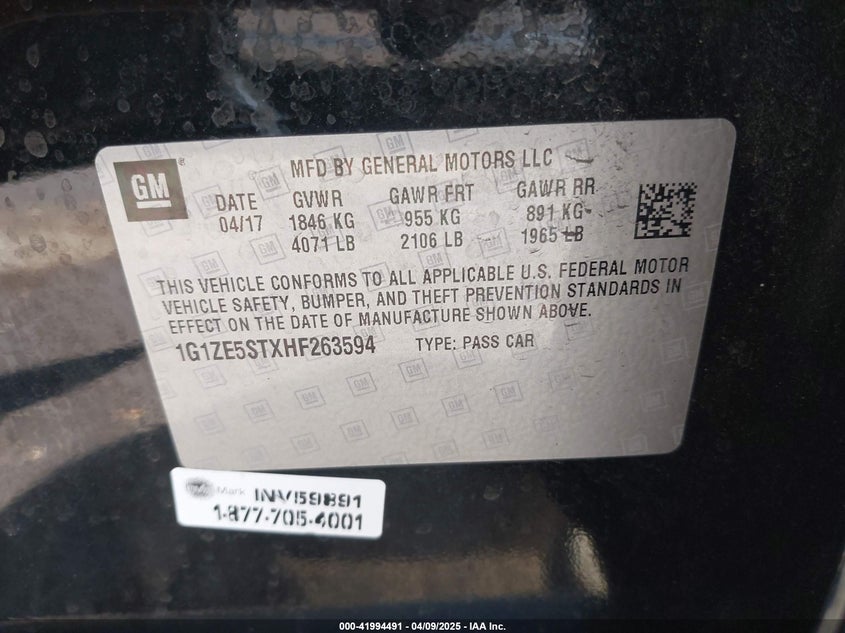 GM
MFD BY GENERAL MOTORS LLC
DATE GVWR GAWR FRT GAWR RR
04/17 1846 KG 955 KG 891 KG
4071 LB 2106 LB 1965 LB
THIS VEHICLE CONFORMS TO ALL APPLICABLE U.S. FEDERAL MOTOR
VEHICLE SAFETY, BUMPER, AND THEFT PREVENTION STANDARDS IN
EFFECT ON THE DATE OF MANUFACTURE SHOWN ABOVE.
1G1ZE5STXHF263594 TYPE: PASS CAR
Mark INV59891
1-877-705-4001
000-41994491 - 04/09/2025 - IAA Inc.